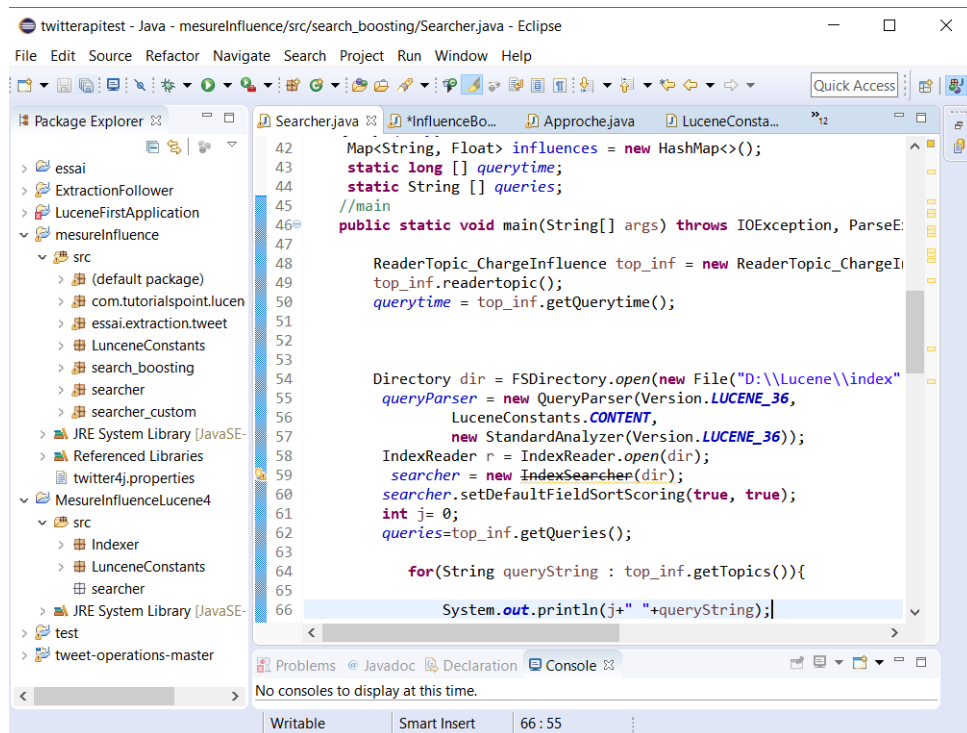 twitterapitest - Java - mesureInfluence/src/search_boosting/Searcher.java - Eclipse
File Edit Source Refactor Navigate Search Project Run Window Help
Quick Access
Package Explorer
Searcher.java *InfluenceBo... Approche.java LuceneConsta... »12
essai
ExtractionFollower
LuceneFirstApplication
mesureInfluence
src
(default package)
com.tutorialspoint.lucen
essai.extraction.tweet
LunceneConstants
search_boosting
searcher
searcher_custom
JRE System Library [JavaSE-
Referenced Libraries
twitter4j.properties
MesureInfluenceLucene4
src
Indexer
LunceneConstants
searcher
JRE System Library [JavaSE-
test
tweet-operations-master
42 Map<String, Float> influences = new HashMap<>();
43 static long [] querytime;
44 static String [] queries;
45 //main
46 public static void main(String[] args) throws IOException, ParseE
47
48 ReaderTopic_ChargeInfluence top_inf = new ReaderTopic_ChargeI
49 top_inf.readertopic();
50 querytime = top_inf.getQuerytime();
51
52
53
54 Directory dir = FSDirectory.open(new File("D:\\Lucene\\index"
55 queryParser = new QueryParser(Version.LUCENE_36,
56 LuceneConstants.CONTENT,
57 new StandardAnalyzer(Version.LUCENE_36));
58 IndexReader r = IndexReader.open(dir);
59 searcher = new IndexSearcher(dir);
60 searcher.setDefaultFieldSortScoring(true, true);
61 int j= 0;
62 queries=top_inf.getQueries();
63
64 for(String queryString : top_inf.getTopics()){
65
66 System.out.println(j+" "+queryString);
Problems @ Javadoc Declaration Console
No consoles to display at this time.
Writable Smart Insert 66 : 55